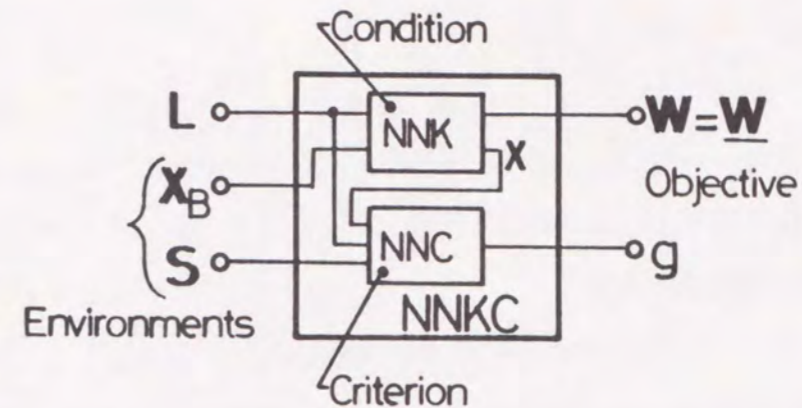 Condition
L
NNK
W=W
X
X_B
Objective
S
NNC
g
Environments
NNKC
Criterion